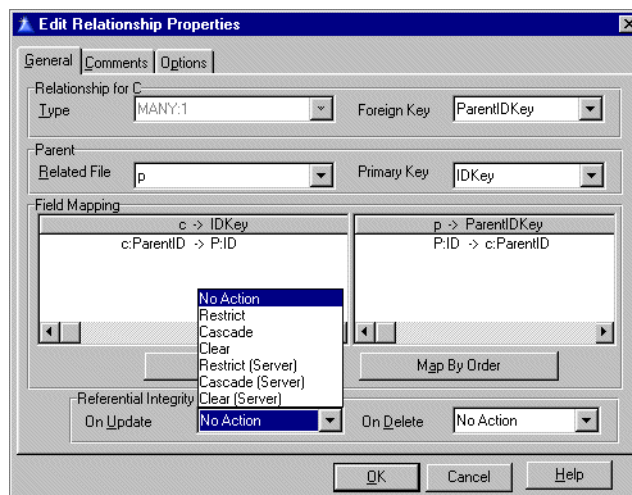 Edit Relationship Properties
General Comments Options
Relationship for C
Type MANY:1 Foreign Key ParentIDKey
Parent
Related File p Primary Key IDKey
Field Mapping
c -> IDKey p -> ParentIDKey
c:ParentID -> P:ID P:ID -> c:ParentID
No Action
Restrict
Cascade
Clear
Restrict (Server)
Map By Order
Cascade (Server)
Clear (Server)
Referential Integrity
On Update No Action On Delete No Action
OK Cancel Help